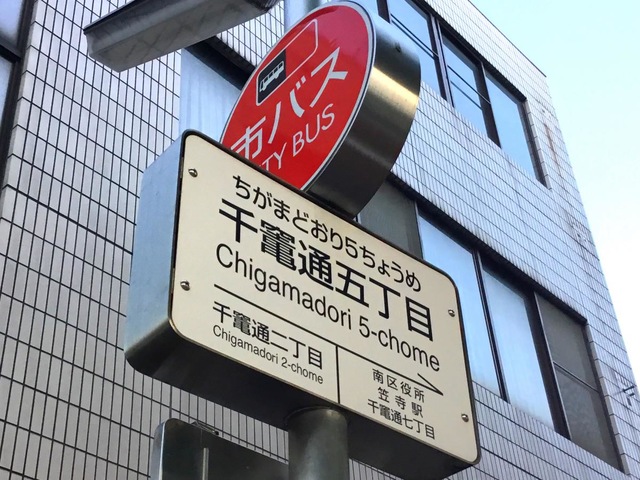 市バス
TY BUS
ちがまどおり5ちょうめ
千竈通五丁目
Chigamadori 5-chome
千竈通二丁目
Chigamadori 2-chome
南区役所
笠寺駅
千竈通七丁目